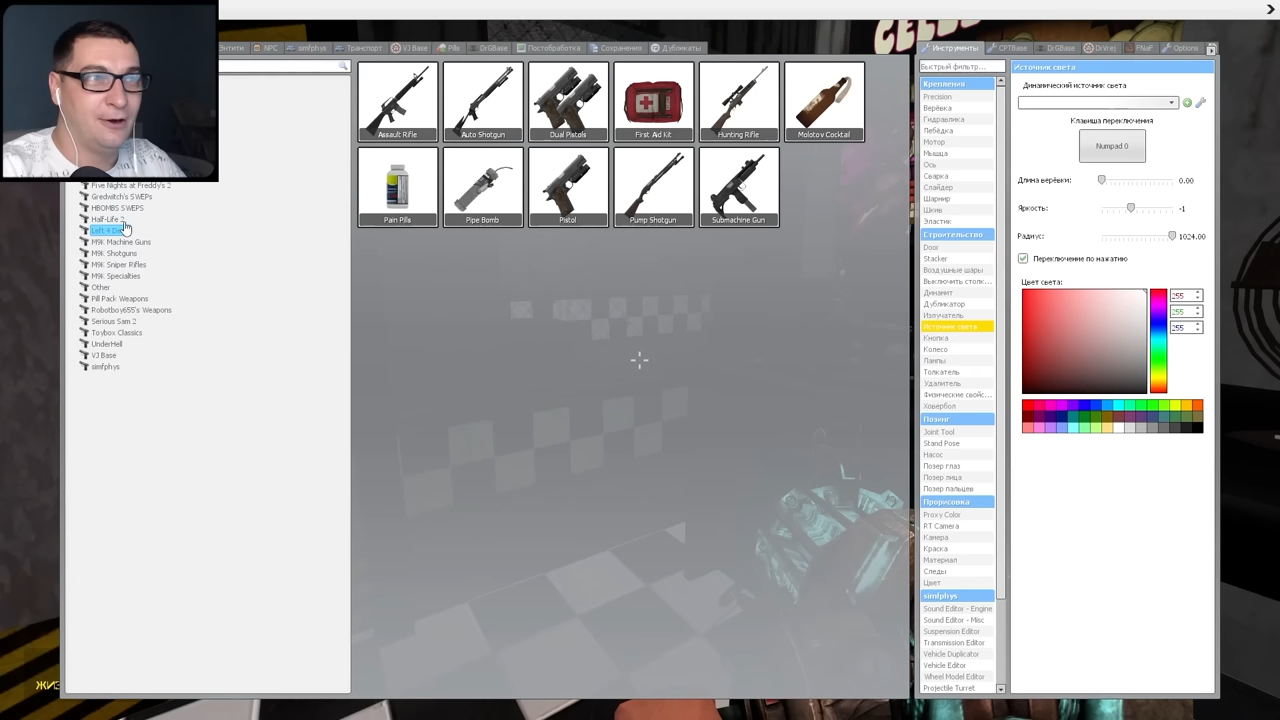 Энтити NPC simfphys Транспорт VJ Base Pills DrGBase Постобработка Сохранения Дубликаты
Five Nights at Freddy's 2
Gredwitch's SWEPs
HBOMBS SWEPS
Half-Life 2
Left 4 De
M9K Machine Guns
M9K Shotguns
M9K Sniper Rifles
M9K Specialties
Other
Pill Pack Weapons
Robotboy655's Weapons
Serious Sam 2
Toybox Classics
UnderHell
VJ Base
simfphys
Assault Rifle
Auto Shotgun
Dual Pistols
First Aid Kit
Hunting Rifle
Molotov Cocktail
Pain Pills
Pipe Bomb
Pistol
Pump Shotgun
Submachine Gun
Инструменты CPTBase DrGBase DrVrej FNaF Options
Быстрый фильтр...
Крепления
Precision
Верёвка
Гидравлика
Лебёдка
Мотор
Мышца
Ось
Сварка
Слайдер
Шарнир
Шкив
Эластик
Строительство
Door
Stacker
Воздушные шары
Выключить столк...
Динамит
Дубликатор
Излучатель
Источник света
Кнопка
Колесо
Лампы
Толкатель
Удалитель
Физические свойс...
Ховербол
Позинг
Joint Tool
Stand Pose
Насос
Позер глаз
Позер лица
Позер пальцев
Прорисовка
Proxy Color
RT Camera
Камера
Краска
Материал
Следы
Цвет
simfphys
Sound Editor - Engine
Sound Editor - Misc
Suspension Editor
Transmission Editor
Vehicle Duplicator
Vehicle Editor
Wheel Model Editor
Projectile Turret
Источник света
Динамический источник света
Клавиша переключения
Numpad 0
Длина верёвки: 0.00
Яркость: -1
Радиус: 1024.00
Переключение по нажатию
Цвет света:
255
255
255